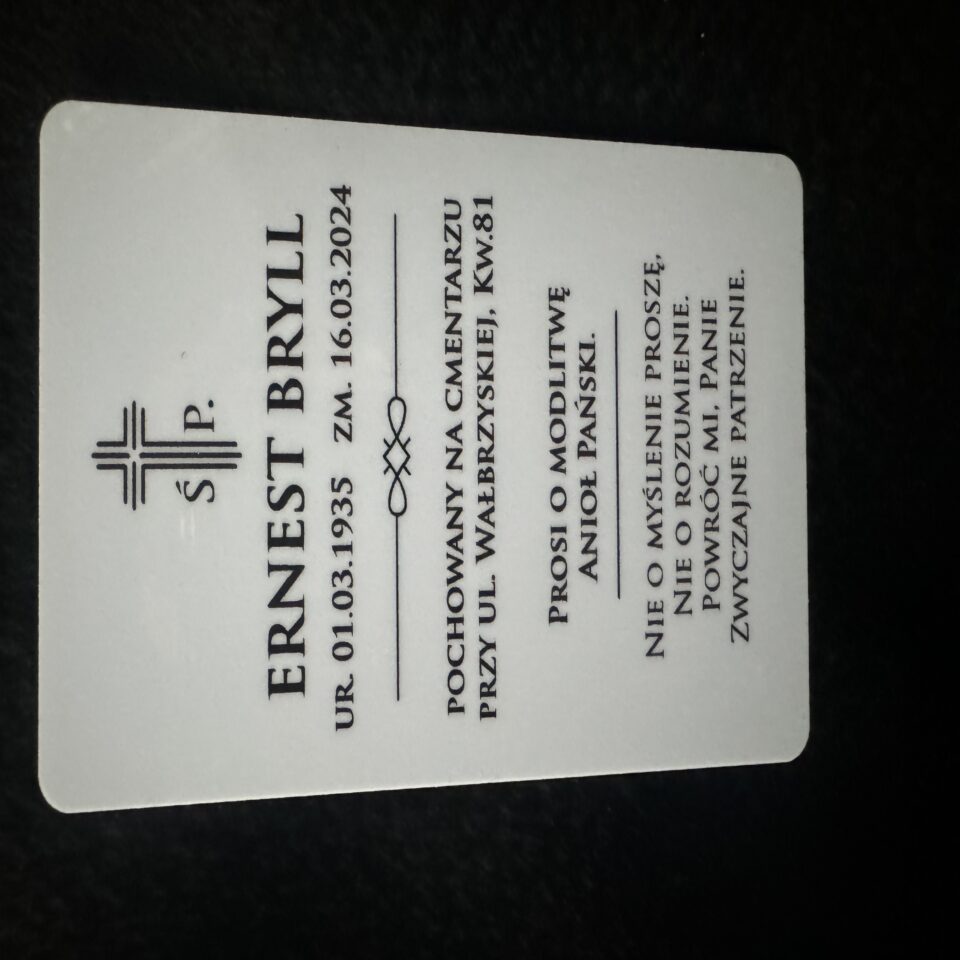 Ś P.
ERNEST BRYLL
UR. 01.03.1935 ZM. 16.03.2024
POCHOWANY NA CMENTARZU
PRZY UL. WAŁBRZYSKIEJ, KW.81
PROSI O MODLITWĘ
ANIOŁ PAŃSKI.
NIE O MYŚLENIE PROSZĘ,
NIE O ROZUMIENIE.
POWRÓĆ MI, PANIE
ZWYCZAJNE PATRZENIE.